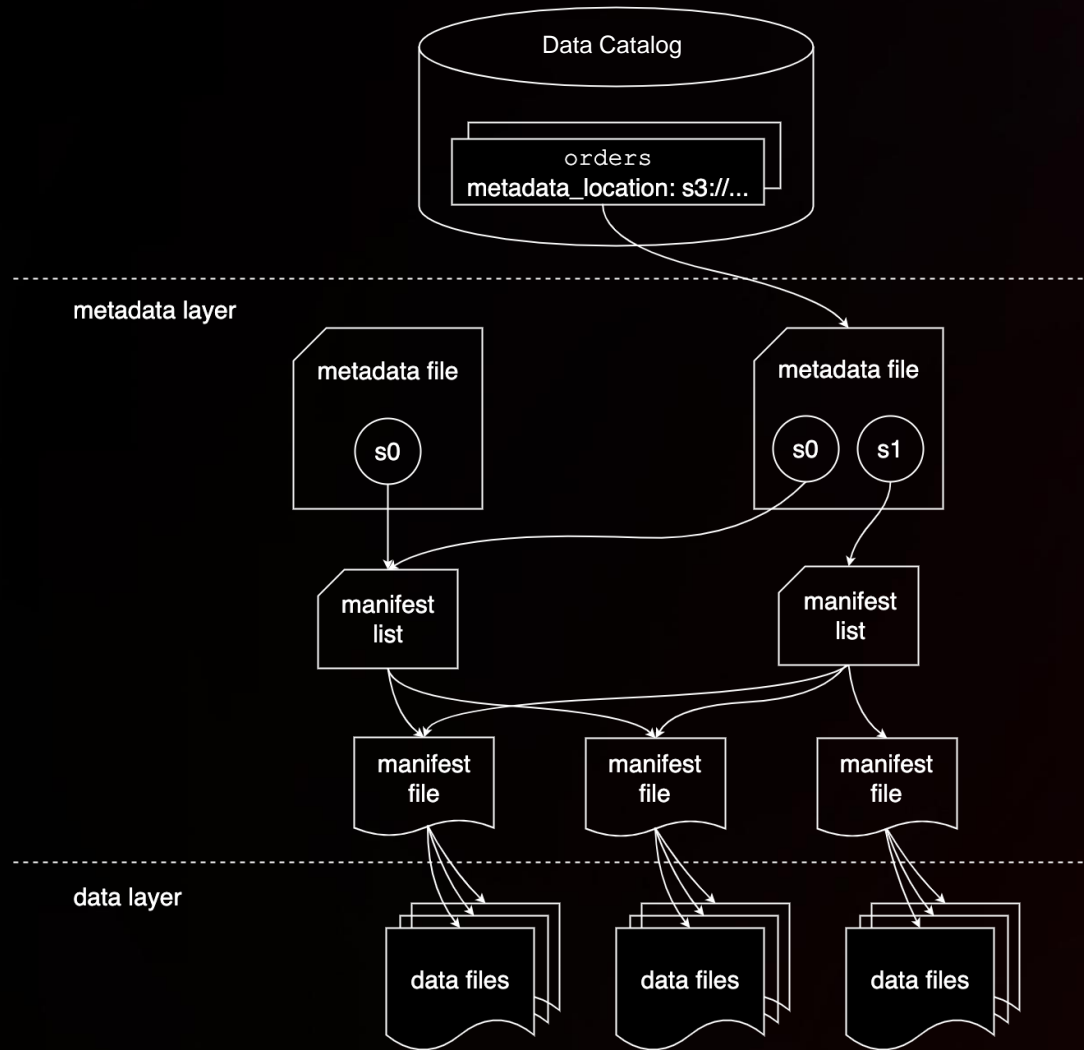 Data Catalog
orders
metadata_location: s3://...
metadata layer
metadata file
metadata file
s0
s0
s1
manifest
list
manifest
list
manifest
file
manifest
file
manifest
file
data layer
data files
data files
data files